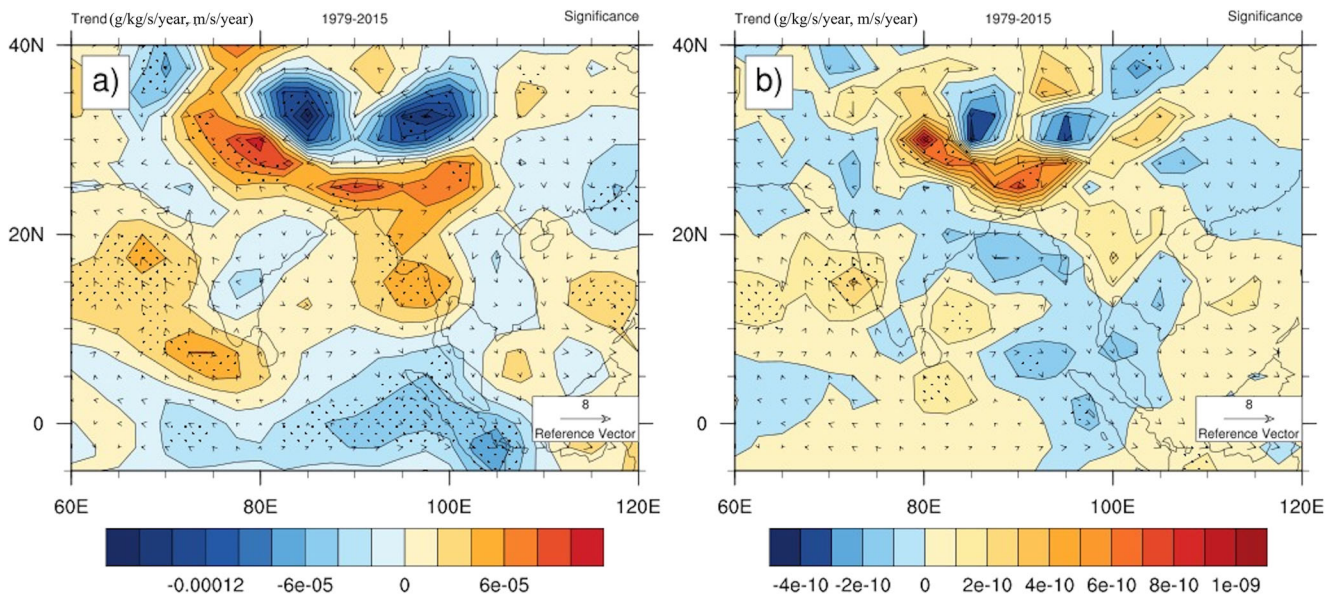 Trend (g/kg/s/year, m/s/year) 1979-2015 Significance
a)
40N
20N
0
60E 80E 100E 120E
8
Reference Vector
-0.00012 -6e-05 0 6e-05
Trend (g/kg/s/year, m/s/year) 1979-2015 Significance
b)
40N
20N
0
60E 80E 100E 120E
8
Reference Vector
-4e-10 -2e-10 0 2e-10 4e-10 6e-10 8e-10 1e-09